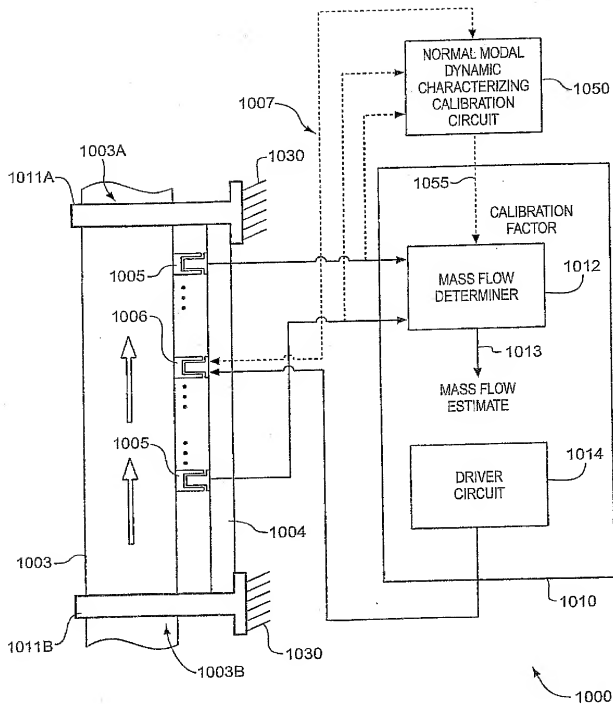 NORMAL MODAL
DYNAMIC
CHARACTERIZING
CALIBRATION
CIRCUIT
1050
1007
1030
1003A
1011A
1055
CALIBRATION
FACTOR
1005
MASS FLOW
DETERMINER
1012
1006
1013
MASS FLOW
ESTIMATE
1005
DRIVER
CIRCUIT
1014
1004
1003
1010
1011B
1030
1003B
1000